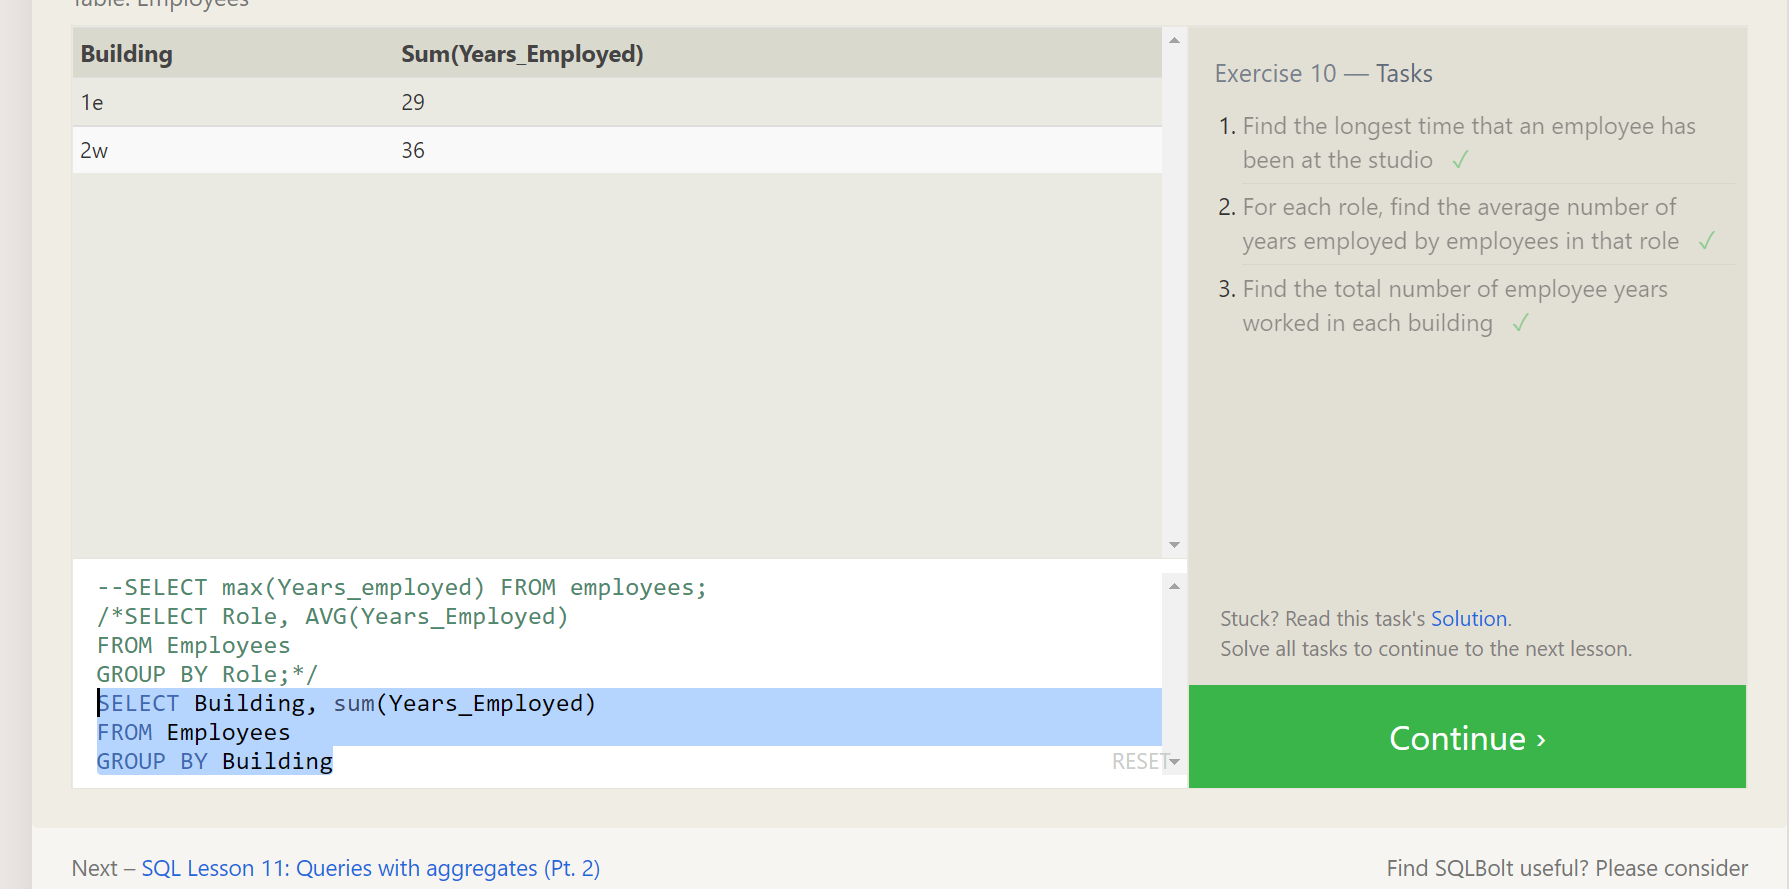 Table: Employees
Building Sum(Years_Employed)
1e 29
2w 36
--SELECT max(Years_employed) FROM employees;
/*SELECT Role, AVG(Years_Employed)
FROM Employees
GROUP BY Role;*/
SELECT Building, sum(Years_Employed)
FROM Employees
GROUP BY Building
RESET
Exercise 10 — Tasks
1. Find the longest time that an employee has
been at the studio ✓
2. For each role, find the average number of
years employed by employees in that role ✓
3. Find the total number of employee years
worked in each building ✓
Stuck? Read this task's Solution.
Solve all tasks to continue to the next lesson.
Continue ›
Next – SQL Lesson 11: Queries with aggregates (Pt. 2)
Find SQLBolt useful? Please consider